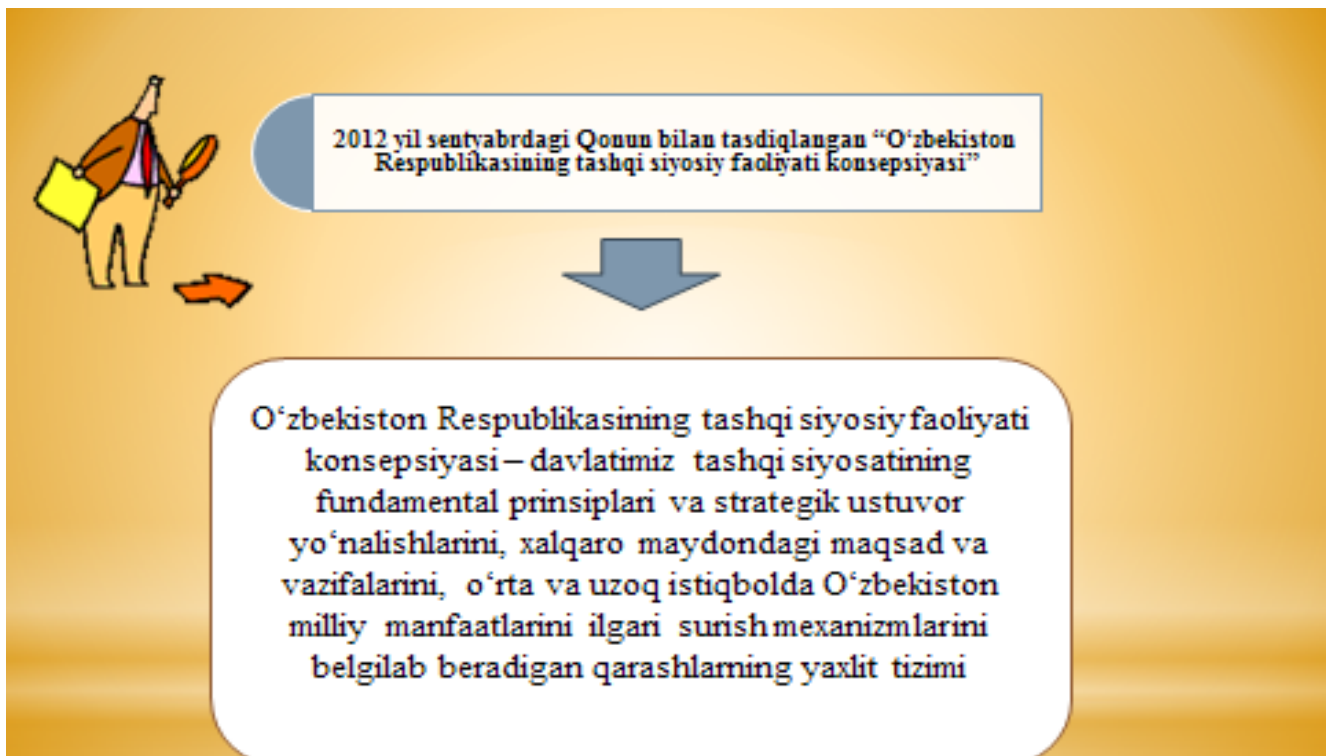 2012 yil sentyabrdagi Qonun bilan tasdiqlangan “O‘zbekiston
Respublikasining tashqi siyosiy faoliyati konsepsiyasi”
O‘zbekiston Respublikasining tashqi siyosiy faoliyati
konsepsiyasi – davlatimiz tashqi siyosatining
fundamental prinsiplari va strategik ustuvor
yo‘nalishlarini, xalqaro maydondagi maqsad va
vazifalarini, o‘rta va uzoq istiqbolda O‘zbekiston
milliy manfaatlarini ilgari surish mexanizmlarini
belgilab beradigan qarashlarning yaxlit tizimi